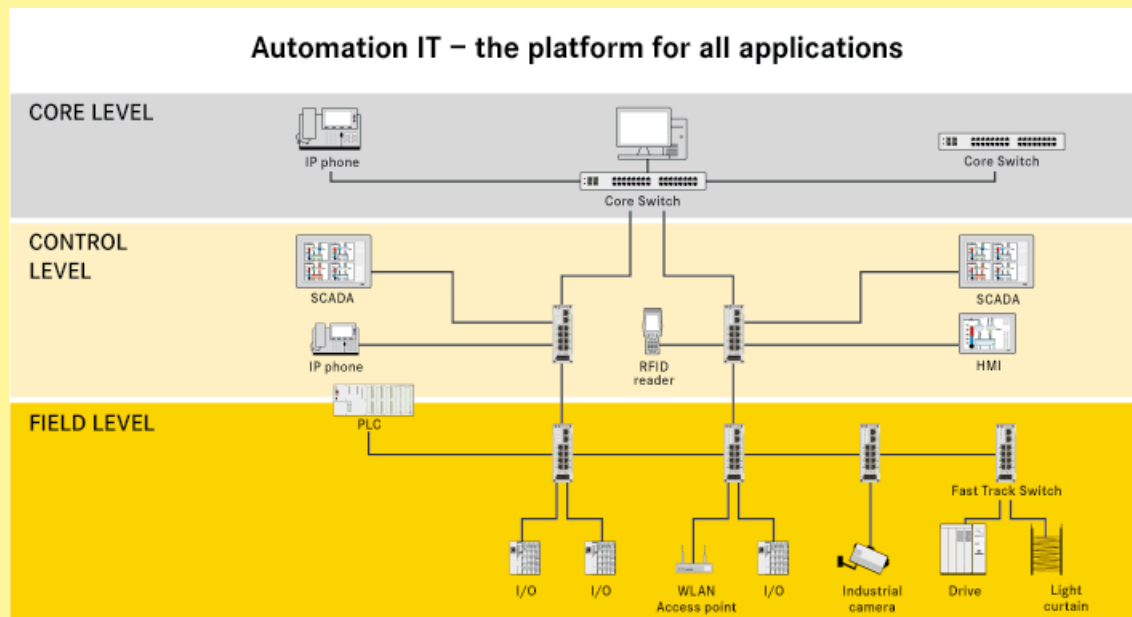 Automation IT – the platform for all applications
CORE LEVEL
IP phone
Core Switch
Core Switch
CONTROL
LEVEL
SCADA
SCADA
IP phone
RFID
reader
HMI
PLC
FIELD LEVEL
Fast Track Switch
I/O
I/O
WLAN
Access point
I/O
Industrial
camera
Drive
Light
curtain